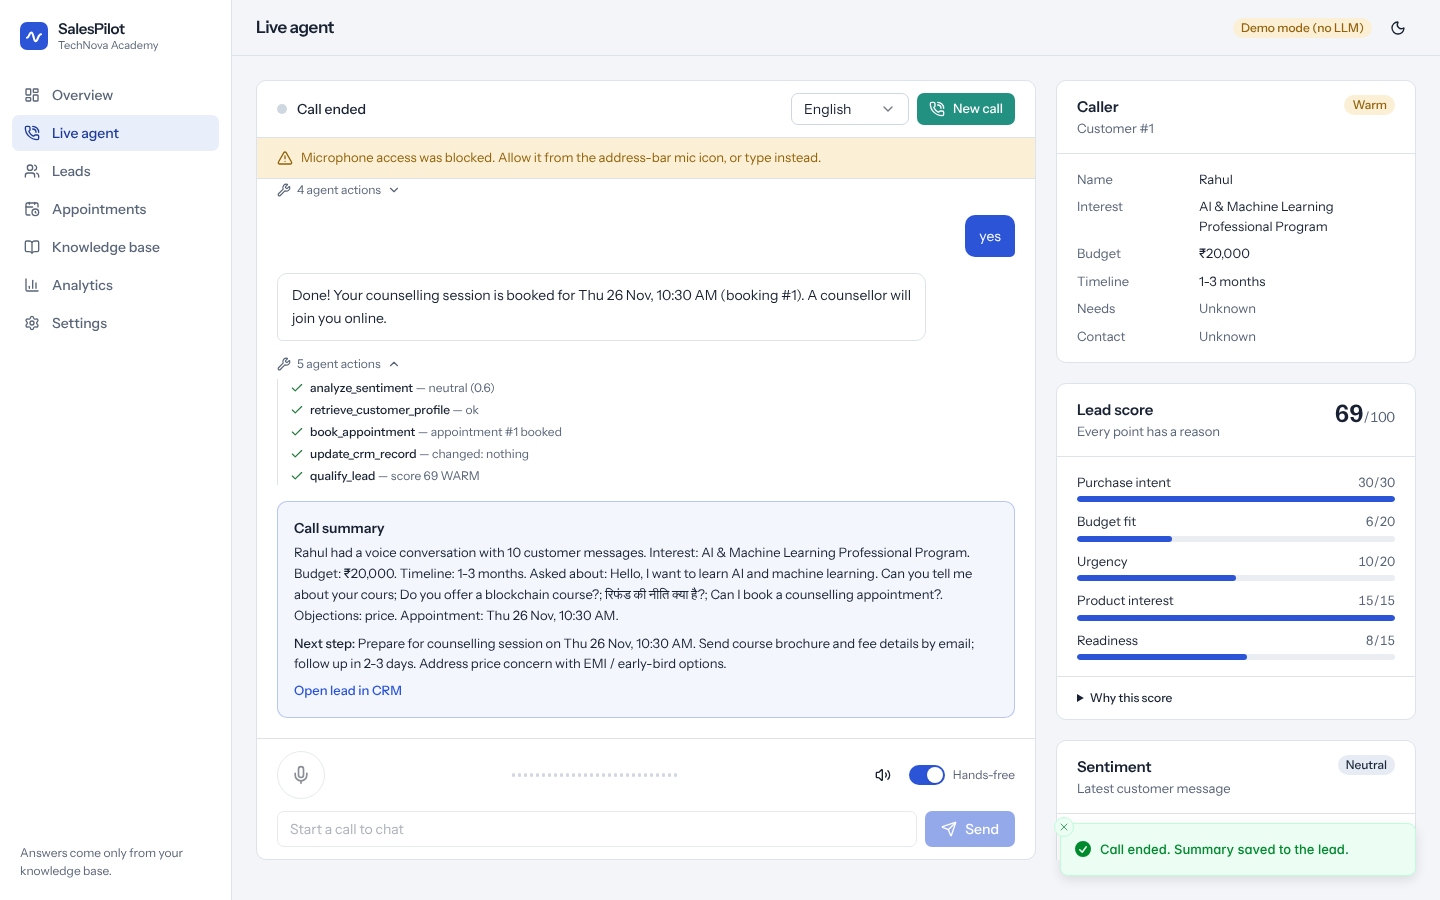 SalesPilot
TechNova Academy
Overview
Live agent
Leads
Appointments
Knowledge base
Analytics
Settings
Answers come only from your
knowledge base.
Live agent
Demo mode (no LLM)
Call ended
English
New call
Microphone access was blocked. Allow it from the address-bar mic icon, or type instead.
4 agent actions
yes
Done! Your counselling session is booked for Thu 26 Nov, 10:30 AM (booking #1). A counsellor will
join you online.
5 agent actions
analyze_sentiment — neutral (0.6)
retrieve_customer_profile — ok
book_appointment — appointment #1 booked
update_crm_record — changed: nothing
qualify_lead — score 69 WARM
Call summary
Rahul had a voice conversation with 10 customer messages. Interest: AI & Machine Learning Professional Program.
Budget: ₹20,000. Timeline: 1-3 months. Asked about: Hello, I want to learn AI and machine learning. Can you tell me
about your cours; Do you offer a blockchain course?; रिफंड की नीति क्या है?; Can I book a counselling appointment?.
Objections: price. Appointment: Thu 26 Nov, 10:30 AM.
Next step: Prepare for counselling session on Thu 26 Nov, 10:30 AM. Send course brochure and fee details by email;
follow up in 2-3 days. Address price concern with EMI / early-bird options.
Open lead in CRM
Hands-free
Start a call to chat
Send
Caller
Warm
Customer #1
Name Rahul
Interest AI & Machine Learning
Professional Program
Budget ₹20,000
Timeline 1-3 months
Needs Unknown
Contact Unknown
Lead score
69/100
Every point has a reason
Purchase intent 30/30
Budget fit 6/20
Urgency 10/20
Product interest 15/15
Readiness 8/15
Why this score
Sentiment
Neutral
Latest customer message
Call ended. Summary saved to the lead.